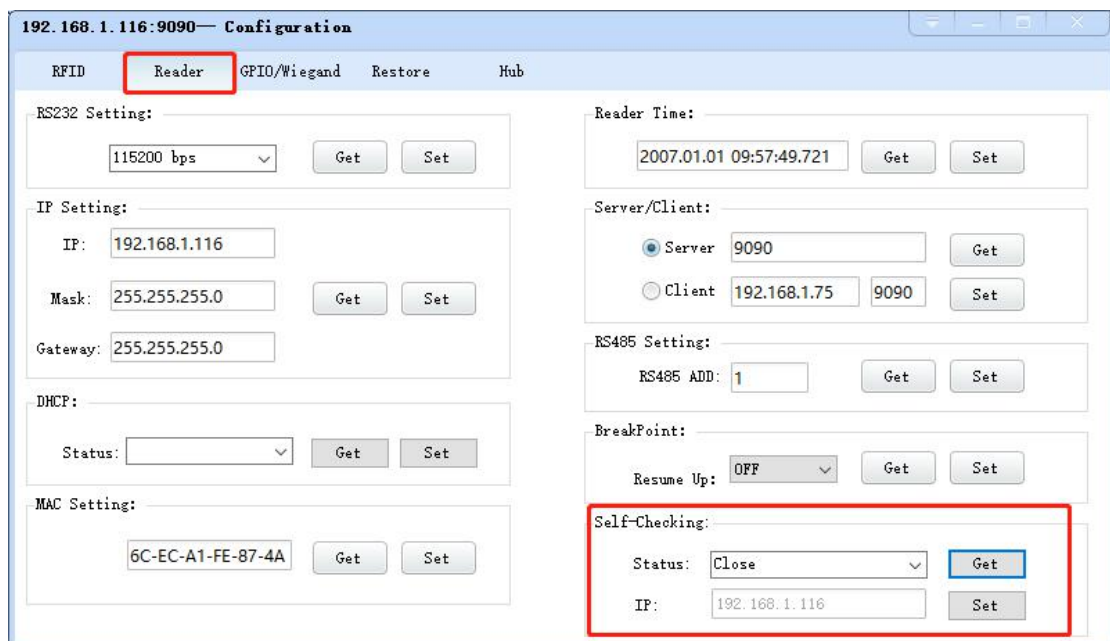 192.168.1.116:9090— Configuration
RFID Reader GPIO/Wiegand Restore Hub
RS232 Setting:
115200 bps Get Set
IP Setting:
IP: 192.168.1.116
Mask: 255.255.255.0 Get Set
Gateway: 255.255.255.0
DHCP:
Status: Get Set
MAC Setting:
6C-EC-A1-FE-87-4A Get Set
Reader Time:
2007.01.01 09:57:49.721 Get Set
Server/Client:
Server 9090 Get
Client 192.168.1.75 9090 Set
RS485 Setting:
RS485 ADD: 1 Get Set
BreakPoint:
Resume Up: OFF Get Set
Self-Checking:
Status: Close Get
IP: 192.168.1.116 Set